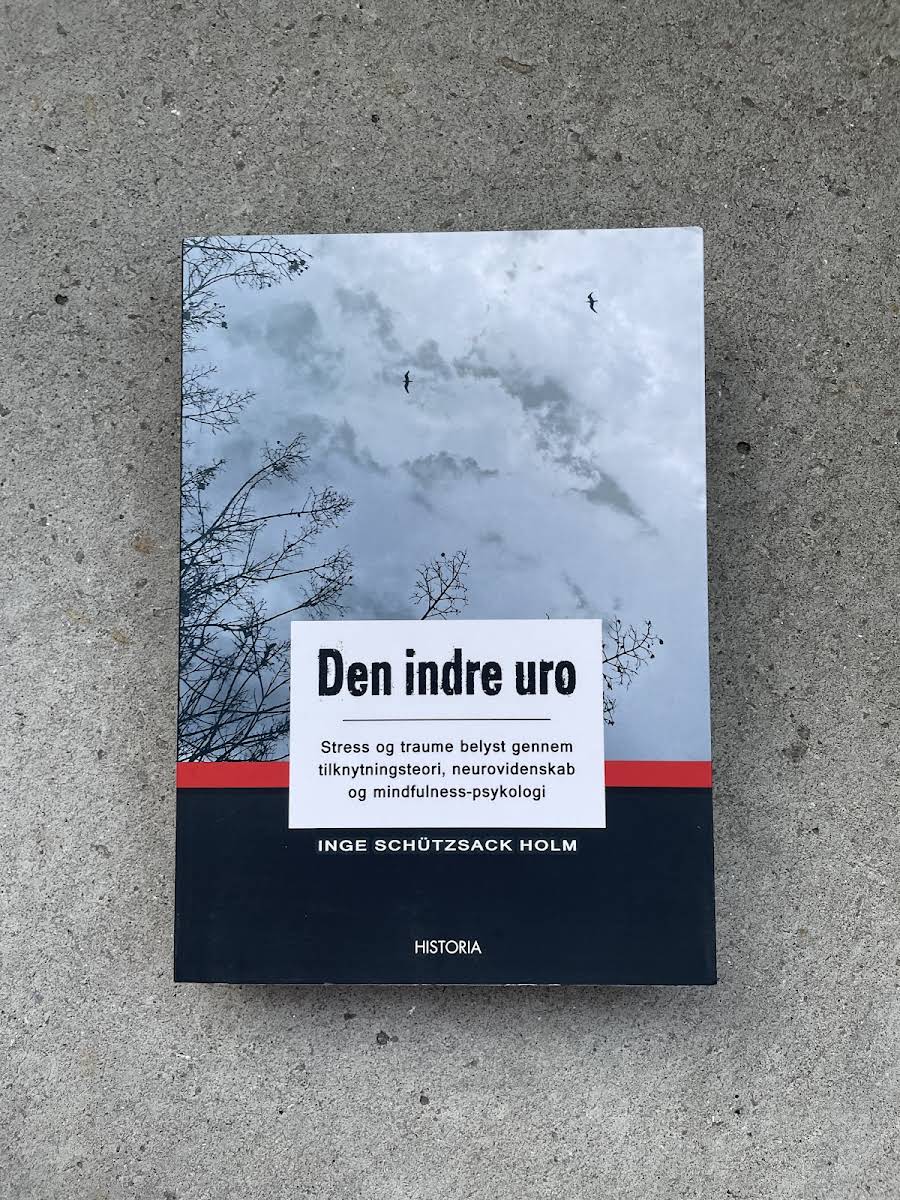 Den indre uro
Stress og traume belyst gennem
tilknytningsteori, neurovidenskab
og mindfulness-psykologi
INGE SCHÜTZSACK HOLM
HISTORIA